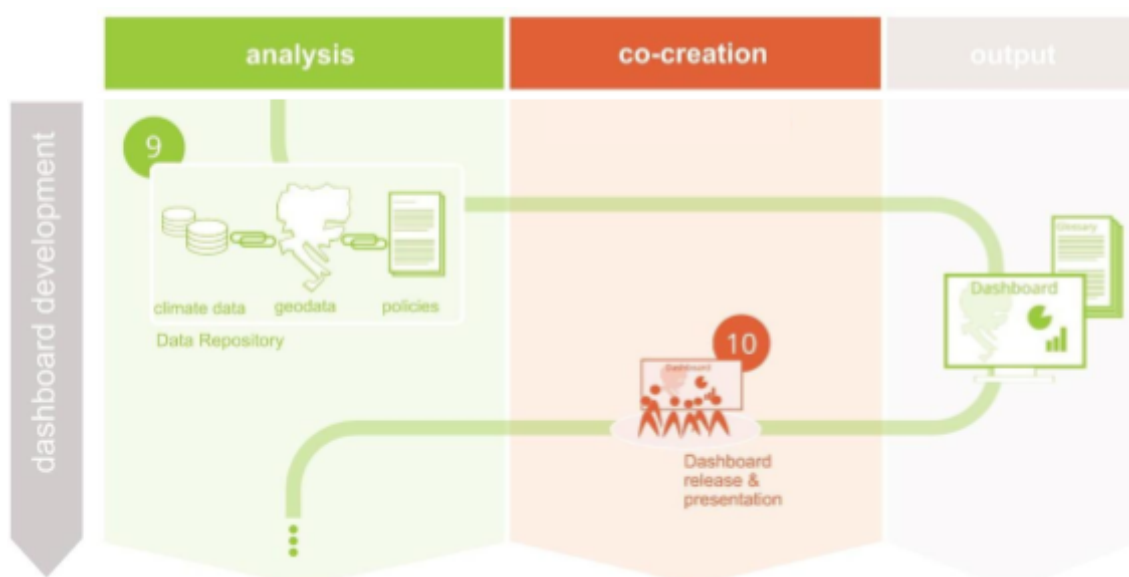 analysis
co-creation
output
dashboard development
9
climate data
geodata
policies
Data Repository
Glossary
Dashboard
10
Dashboard
Dashboard
release &
presentation